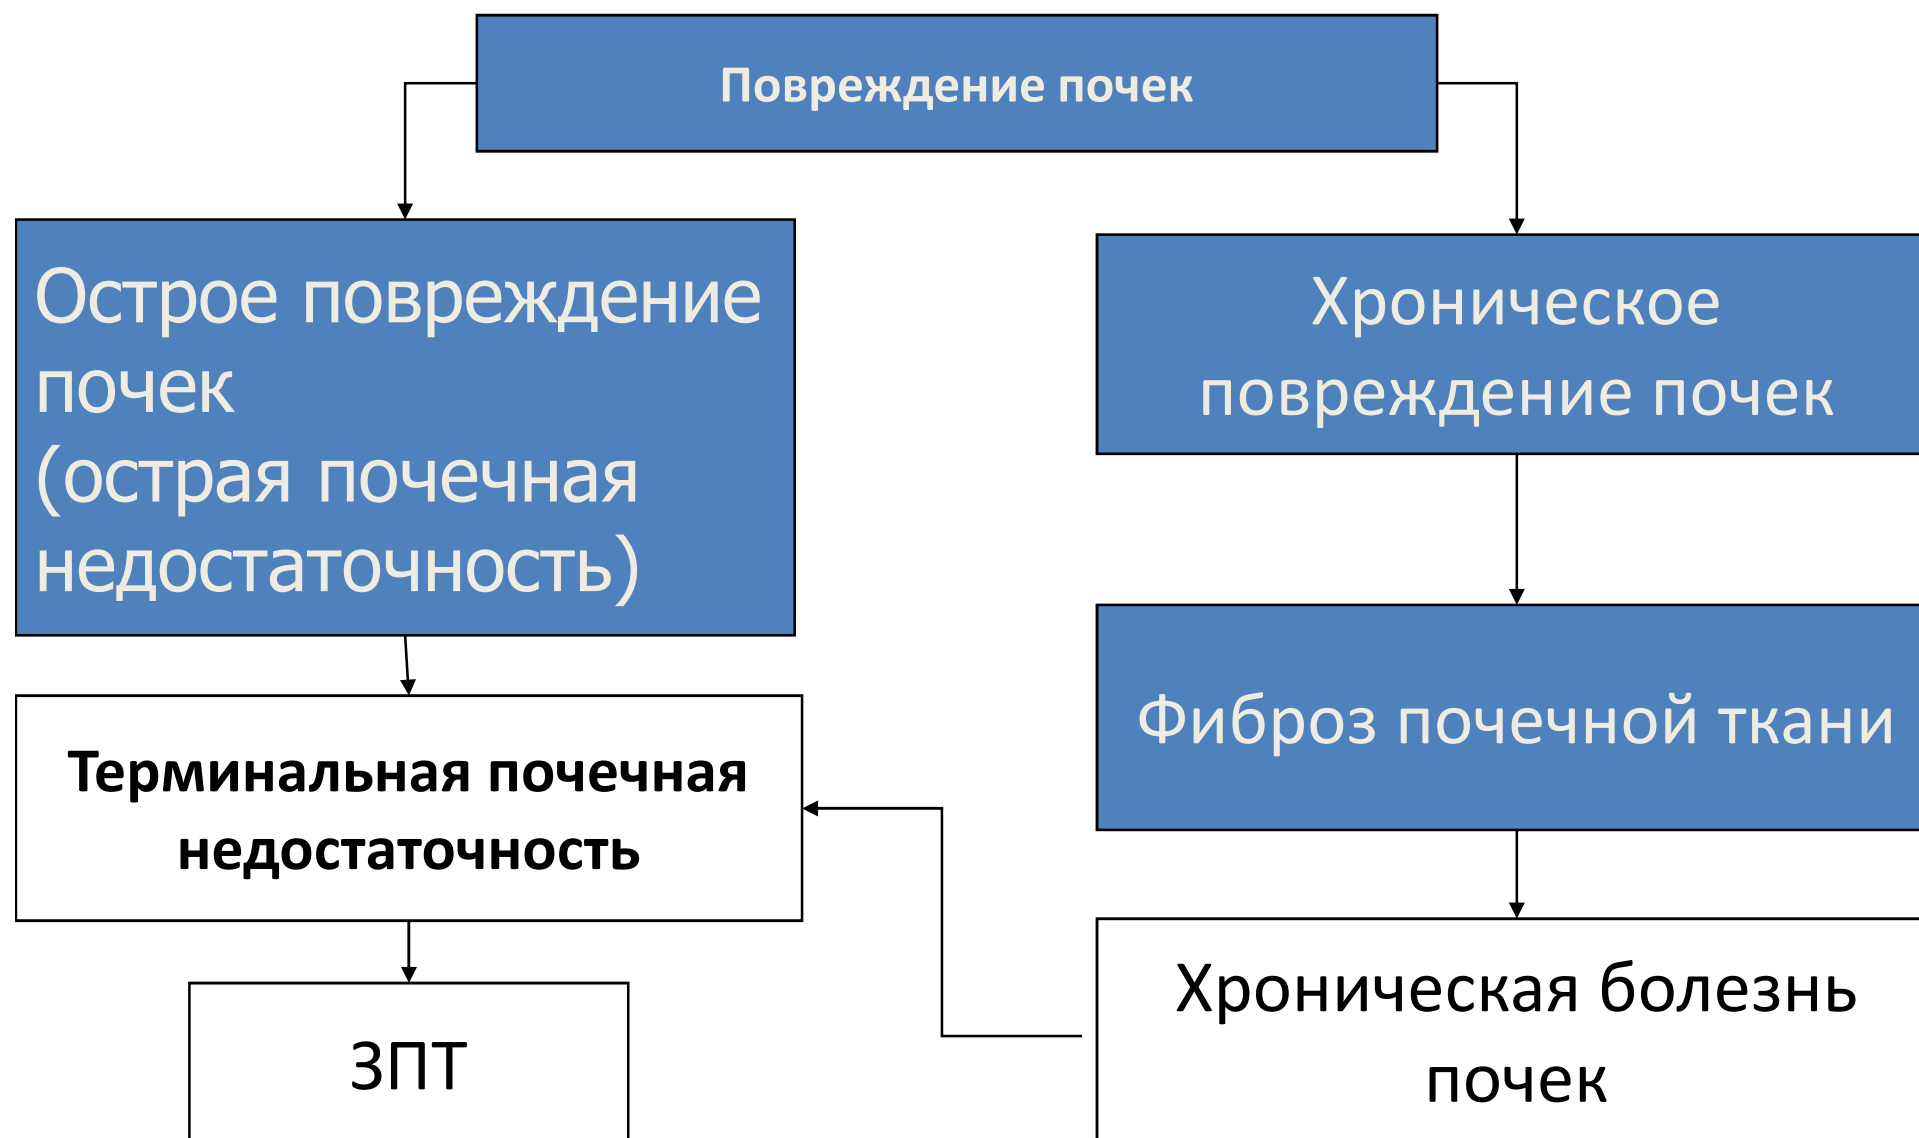 Повреждение почек
Острое повреждение
почек
(острая почечная
недостаточность)
Хроническое
повреждение почек
Фиброз почечной ткани
Терминальная почечная
недостаточность
Хроническая болезнь
почек
ЗПТ